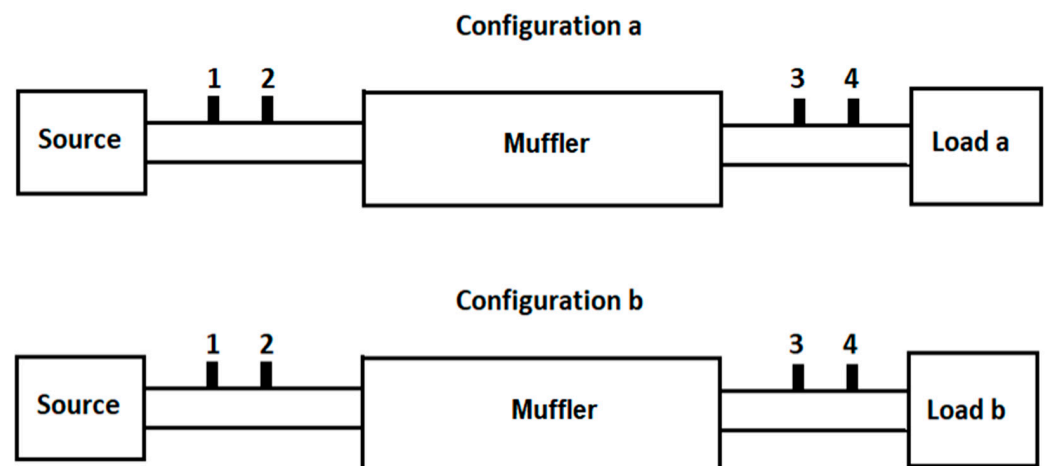 Configuration a
1 2 3 4
Source Muffler Load a
Configuration b
1 2 3 4
Source Muffler Load b